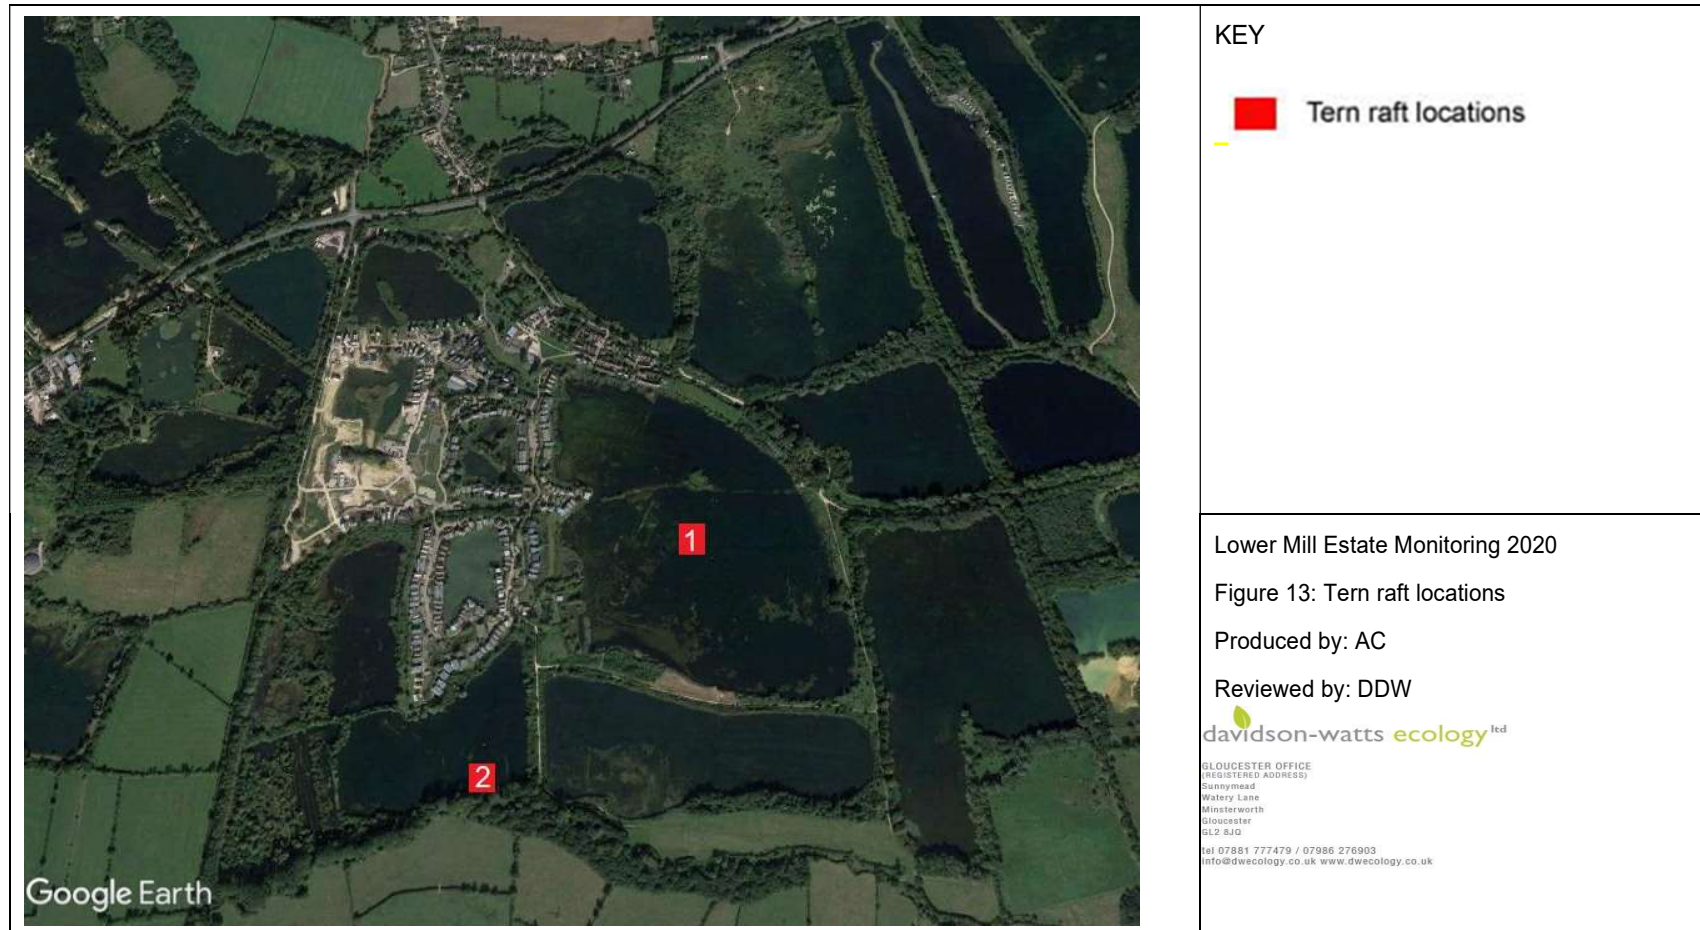 KEY
Tern raft locations
1
2
Google Earth
Lower Mill Estate Monitoring 2020
Figure 13: Tern raft locations
Produced by: AC
Reviewed by: DDW
davidson-watts ecology ltd
GLOUCESTER OFFICE
(REGISTERED ADDRESS)
Sunnymead
Watery Lane
Minsterworth
Gloucester
GL2 8JQ
tel 07881 777479 / 07986 276903
info@dwecology.co.uk www.dwecology.co.uk